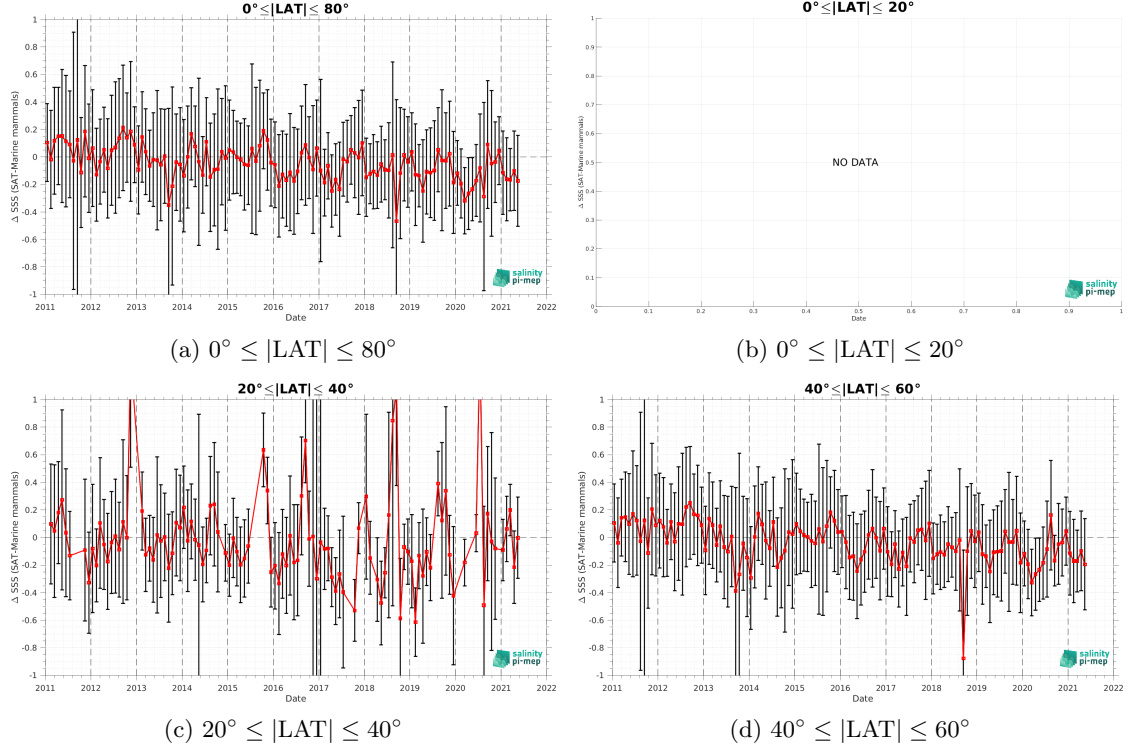 0°≤|LAT|≤ 80°
Δ SSS (SAT-Marine mammals)
1
0.8
0.6
0.4
0.2
0
-0.2
-0.4
-0.6
-0.8
-1
2011 2012 2013 2014 2015 2016 2017 2018 2019 2020 2021 2022
Date
salinity
pi-mep
(a) 0° ≤ |LAT| ≤ 80°
0°≤|LAT|≤ 20°
Δ SSS (SAT-Marine mammals)
1
0.9
0.8
0.7
0.6
0.5
0.4
0.3
0.2
0.1
0
NO DATA
0 0.1 0.2 0.3 0.4 0.5 0.6 0.7 0.8 0.9 1
Date
salinity
pi-mep
(b) 0° ≤ |LAT| ≤ 20°
20°≤|LAT|≤ 40°
Δ SSS (SAT-Marine mammals)
1
0.8
0.6
0.4
0.2
0
-0.2
-0.4
-0.6
-0.8
-1
2011 2012 2013 2014 2015 2016 2017 2018 2019 2020 2021 2022
Date
salinity
pi-mep
(c) 20° ≤ |LAT| ≤ 40°
40°≤|LAT|≤ 60°
Δ SSS (SAT-Marine mammals)
1
0.8
0.6
0.4
0.2
0
-0.2
-0.4
-0.6
-0.8
-1
2011 2012 2013 2014 2015 2016 2017 2018 2019 2020 2021 2022
Date
salinity
pi-mep
(d) 40° ≤ |LAT| ≤ 60°